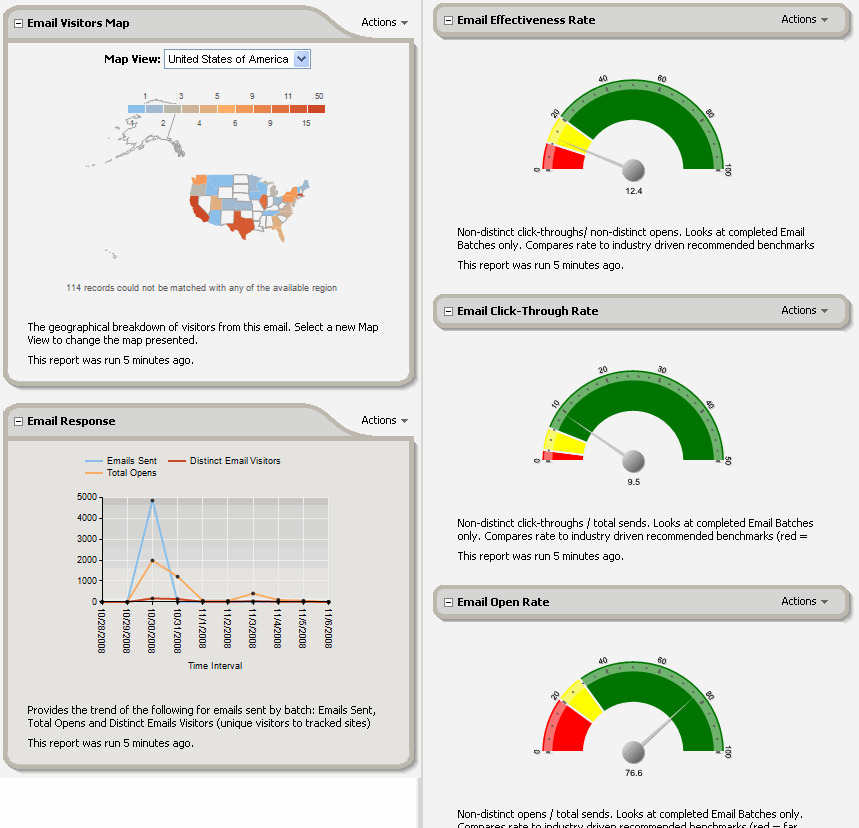 Email Visitors Map
Actions
Map View: United States of America
1 3 5 9 11 50
1 2 4 6 9 15
114 records could not be matched with any of the available region
The geographical breakdown of visitors from this email. Select a new Map
View to change the map presented.
This report was run 5 minutes ago.
Email Response
Actions
Emails Sent Distinct Email Visitors
Total Opens
5000
4000
3000
2000
1000
0
10/28/2008
10/29/2008
10/30/2008
10/31/2008
11/1/2008
11/2/2008
11/3/2008
11/4/2008
11/5/2008
11/6/2008
Time Interval
Provides the trend of the following for emails sent by batch: Emails Sent,
Total Opens and Distinct Emails Visitors (unique visitors to tracked sites)
This report was run 5 minutes ago.
Email Effectiveness Rate
Actions
0 20 40 60 80 100
12.4
Non-distinct click-throughs/ non-distinct opens. Looks at completed Email
Batches only. Compares rate to industry driven recommended benchmarks
This report was run 5 minutes ago.
Email Click-Through Rate
Actions
0 10 20 30 40 50
9.5
Non-distinct click-throughs / total sends. Looks at completed Email Batches
only. Compares rate to industry driven recommended benchmarks (red =
This report was run 5 minutes ago.
Email Open Rate
Actions
0 20 40 60 80 100
76.6
Non-distinct opens / total sends. Looks at completed Email Batches only.
Compares rate to industry driven recommended benchmarks (red = far